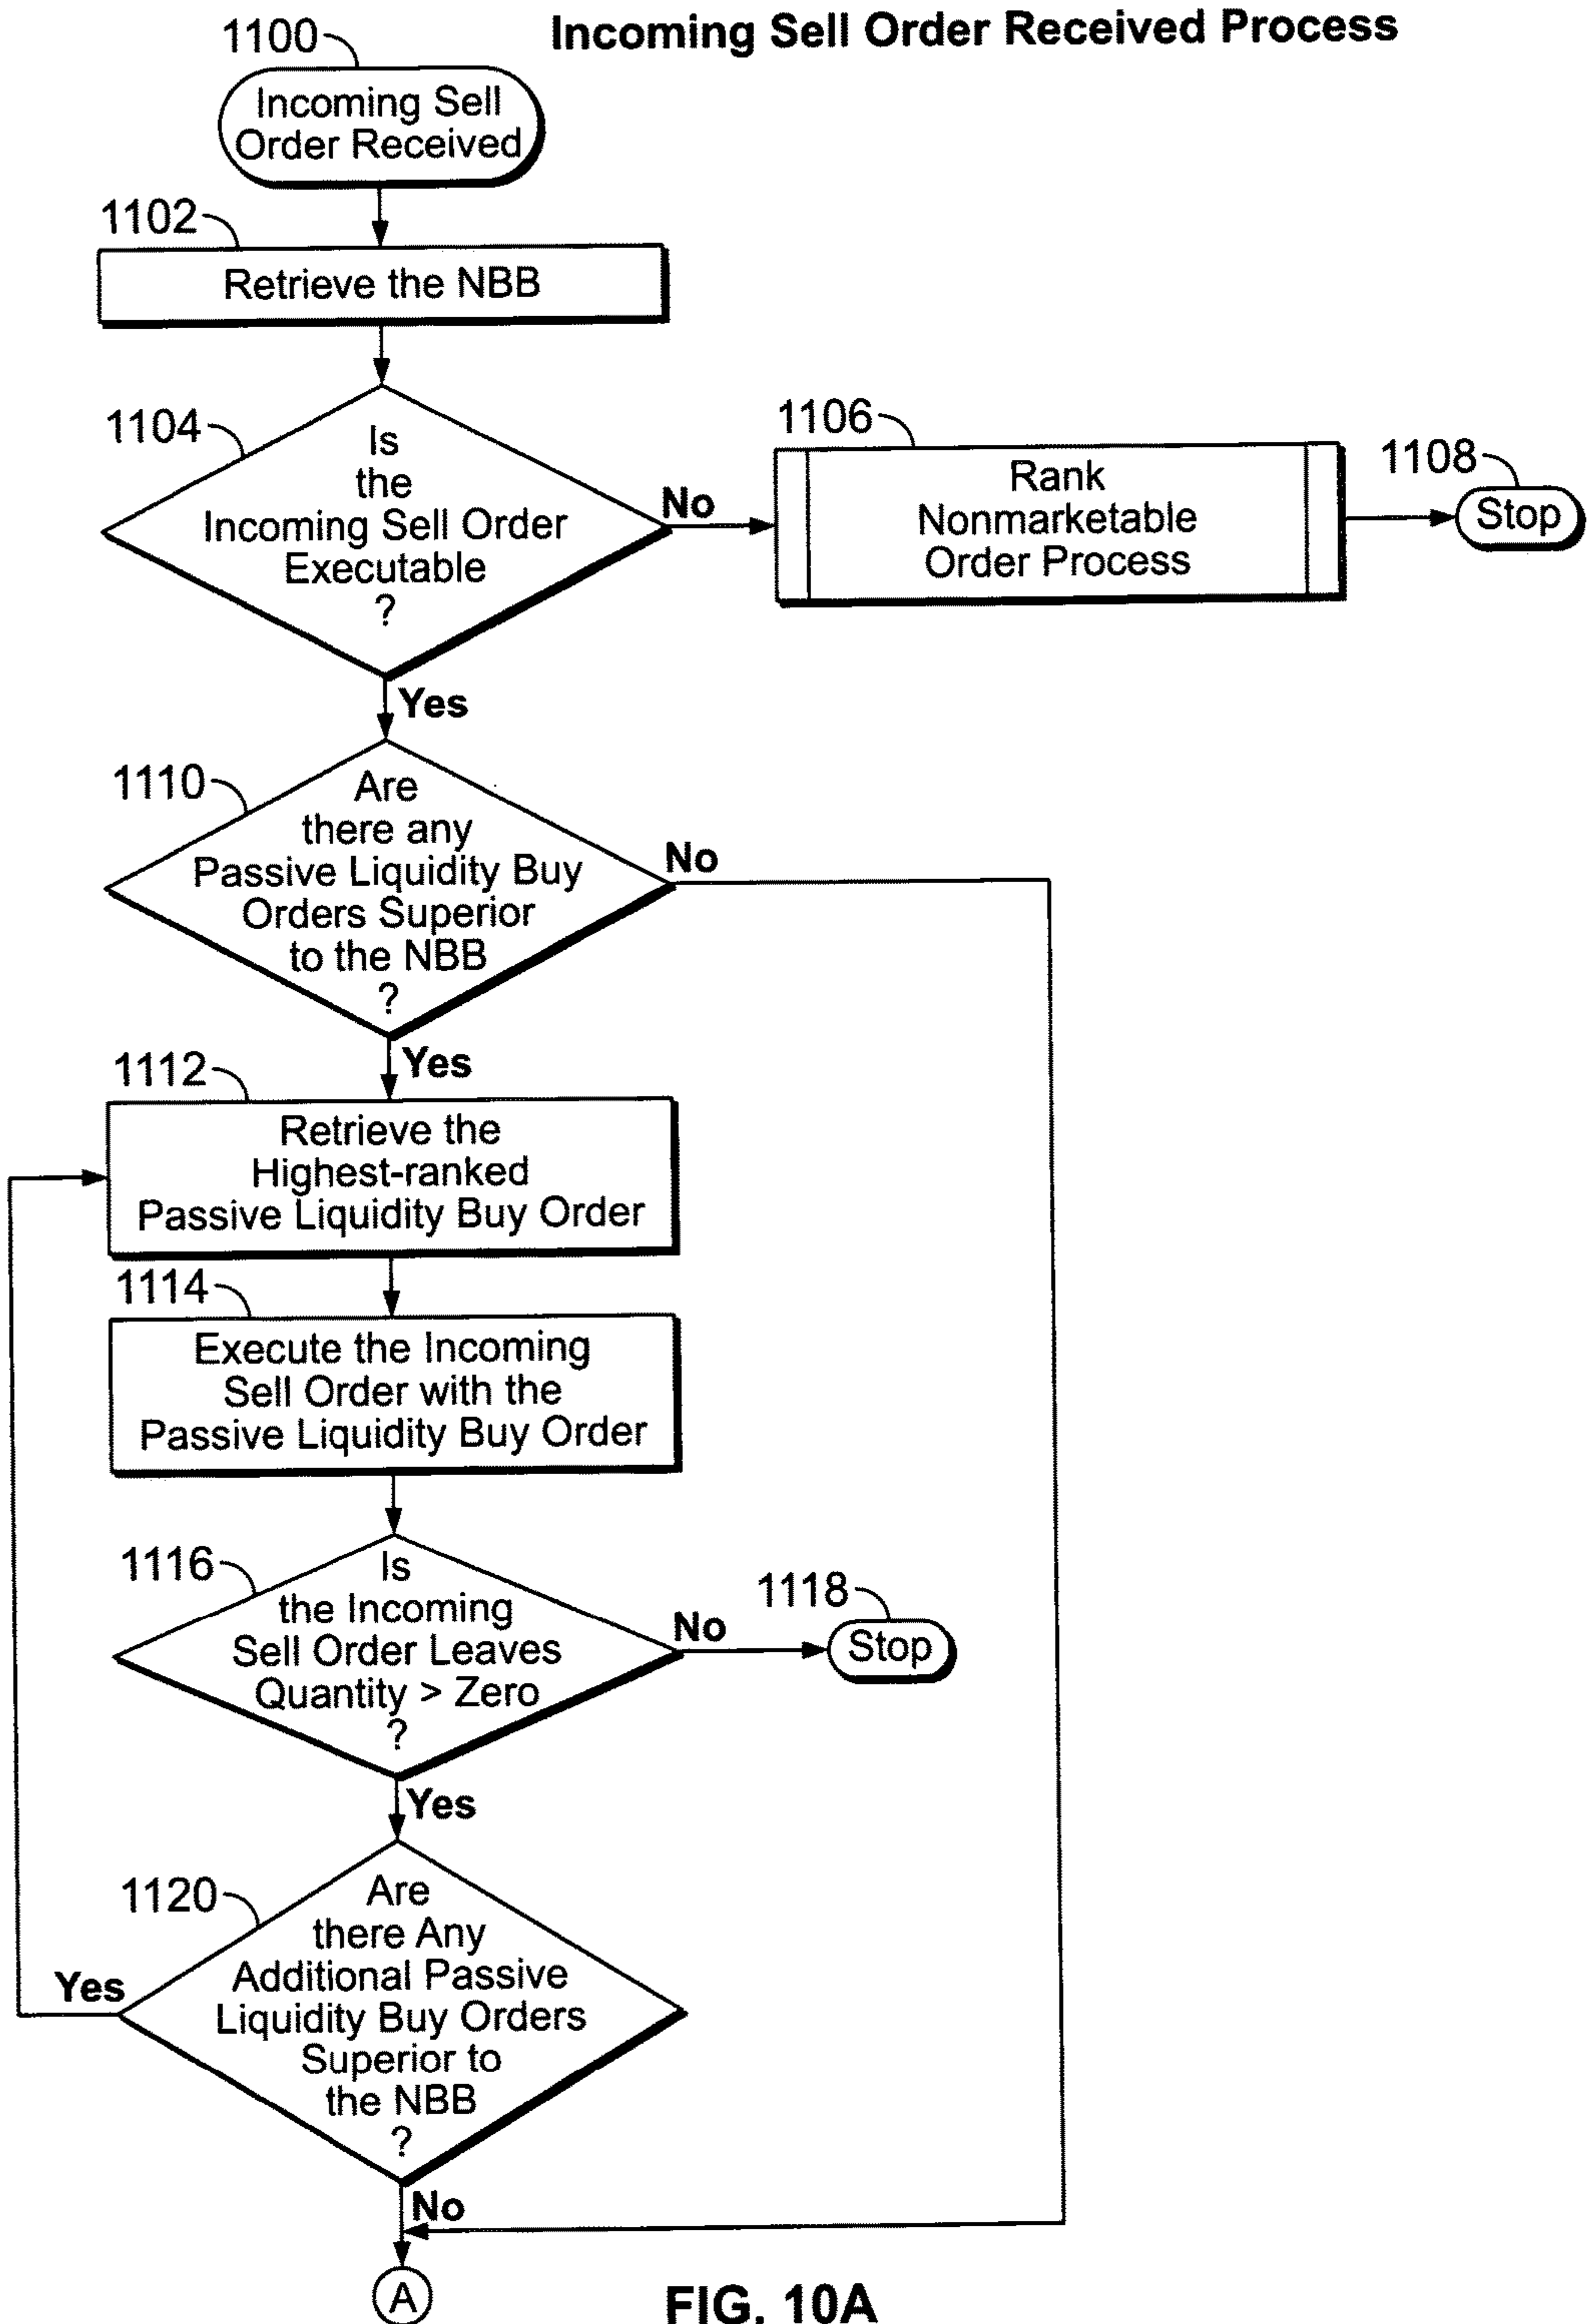 Incoming Sell Order Received Process
1100
Incoming Sell
Order Received
1102
Retrieve the NBB
1104
Is
the
Incoming Sell Order
Executable
?
No
1106
Rank
Nonmarketable
Order Process
1108
Stop
Yes
1110
Are
there any
Passive Liquidity Buy
Orders Superior
to the NBB
?
No
Yes
1112
Retrieve the
Highest-ranked
Passive Liquidity Buy Order
1114
Execute the Incoming
Sell Order with the
Passive Liquidity Buy Order
1116
Is
the Incoming
Sell Order Leaves
Quantity > Zero
?
No
1118
Stop
Yes
1120
Are
there Any
Additional Passive
Liquidity Buy Orders
Superior to
the NBB
?
Yes
No
A
FIG. 10A